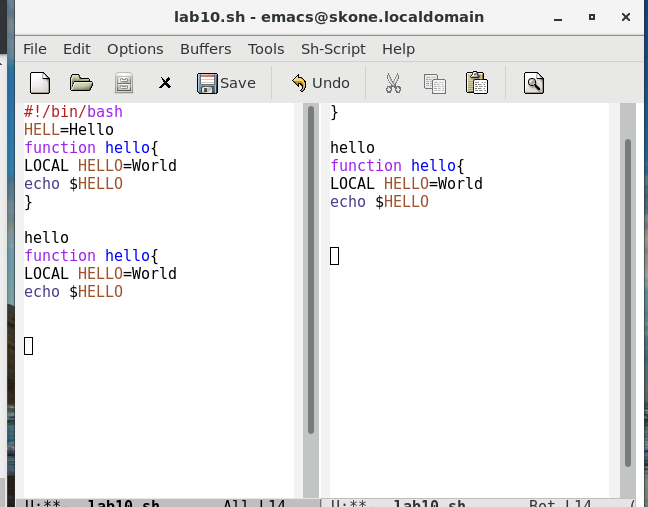 lab10.sh - emacs@skone.localdomain
File Edit Options Buffers Tools Sh-Script Help
Save Undo
#!/bin/bash
HELL=Hello
function hello{
LOCAL HELLO=World
echo $HELLO
}
hello
function hello{
LOCAL HELLO=World
echo $HELLO
}
hello
function hello{
LOCAL HELLO=World
echo $HELLO
U:**- lab10.sh All L14
U:**- lab10.sh Bot L14 (